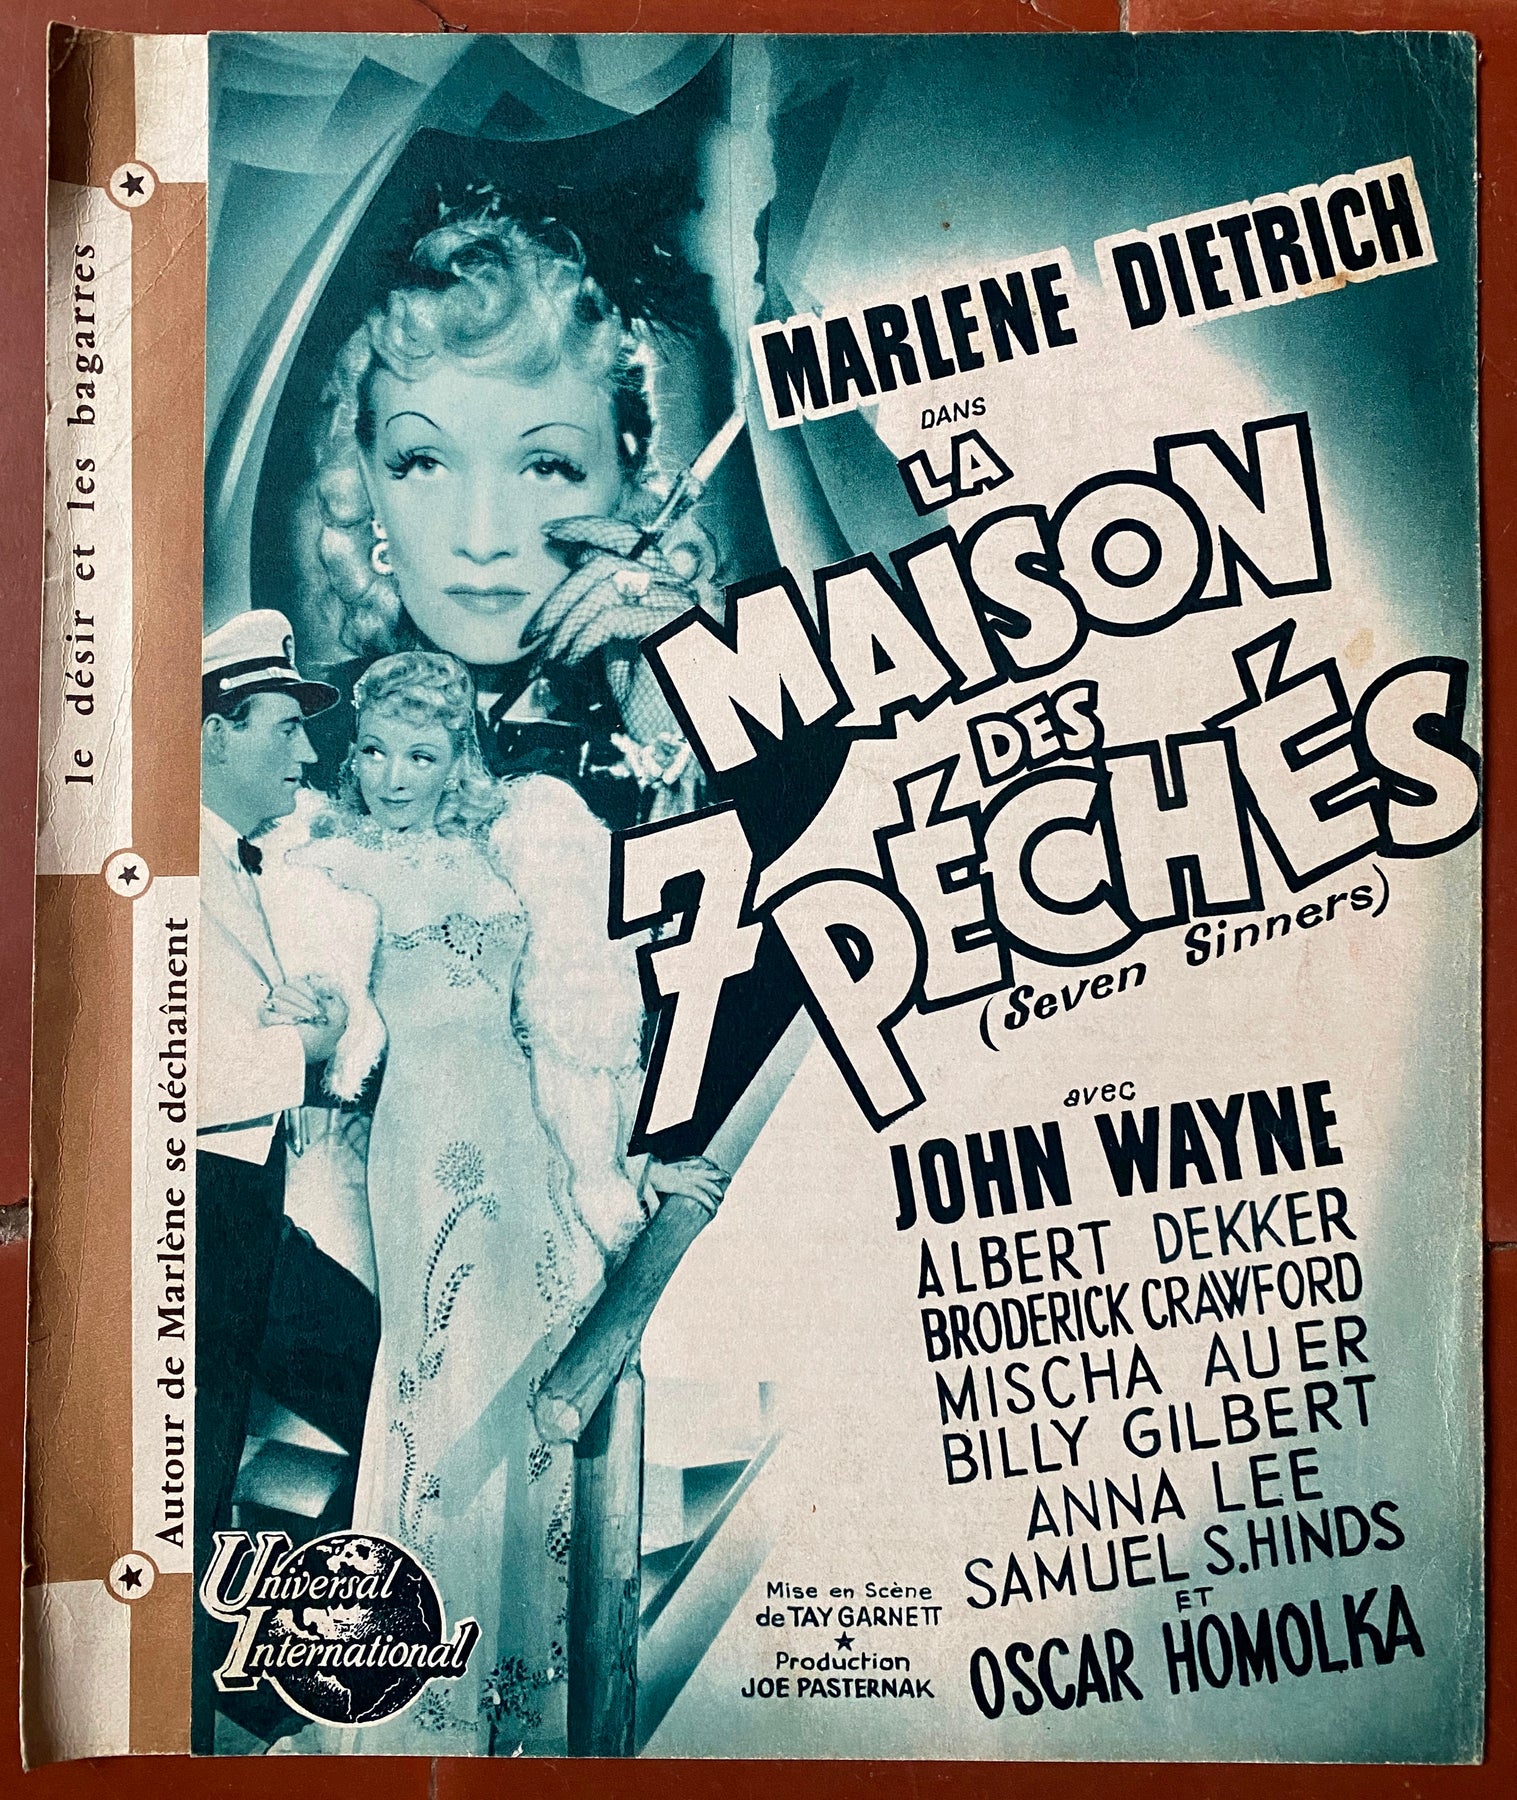 le désir et les bagarres
Autour de Marlène se déchaînent
MARLENE DIETRICH
DANS
LA
MAISON
DES
7 PÉCHÉS
(Seven Sinners)
avec
JOHN WAYNE
ALBERT DEKKER
BRODERICK CRAWFORD
MISCHA AUER
BILLY GILBERT
ANNA LEE
SAMUEL S. HINDS
ET
OSCAR HOMOLKA
Mise en Scène
de TAY GARNETT
Production
JOE PASTERNAK
Universal
International